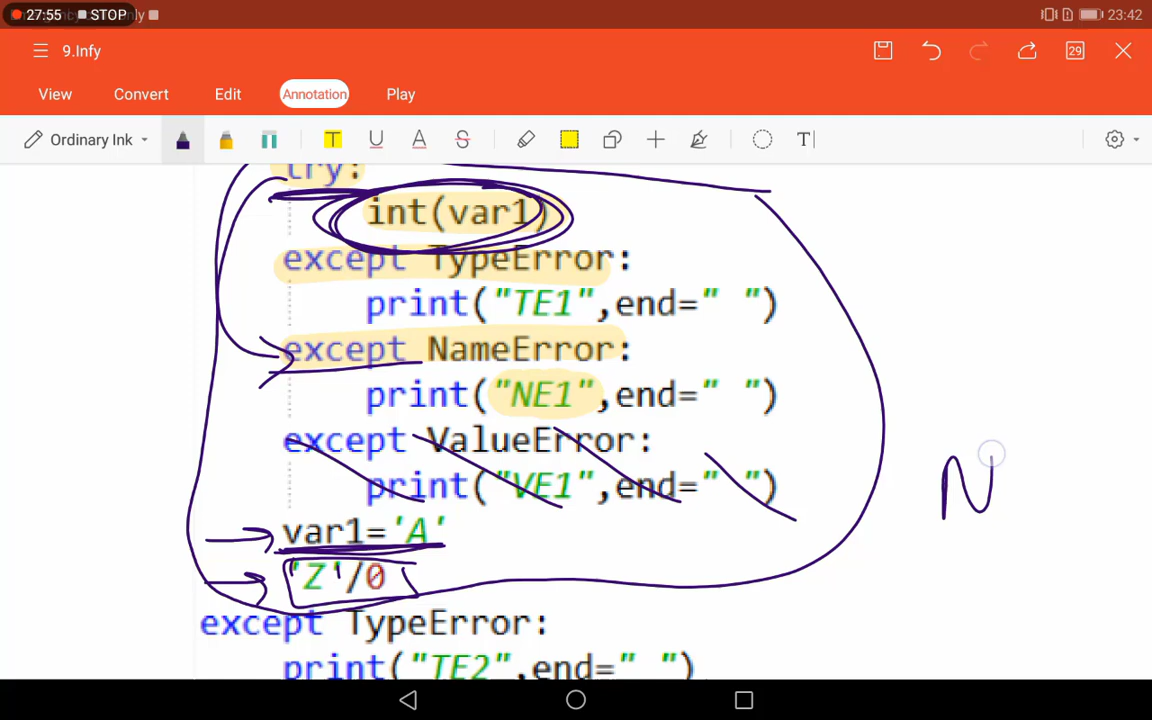 27:55 STOP nly 23:42
9.Infy 29
View Convert Edit Annotation Play
Ordinary Ink T U A S T
try:
int(var1)
except TypeError:
print("TE1",end=" ")
except NameError:
print("NE1",end=" ")
except ValueError:
print("VE1",end=" ")
N
var1='A'
'Z'/0
except TypeError:
print("TE2",end=" ")